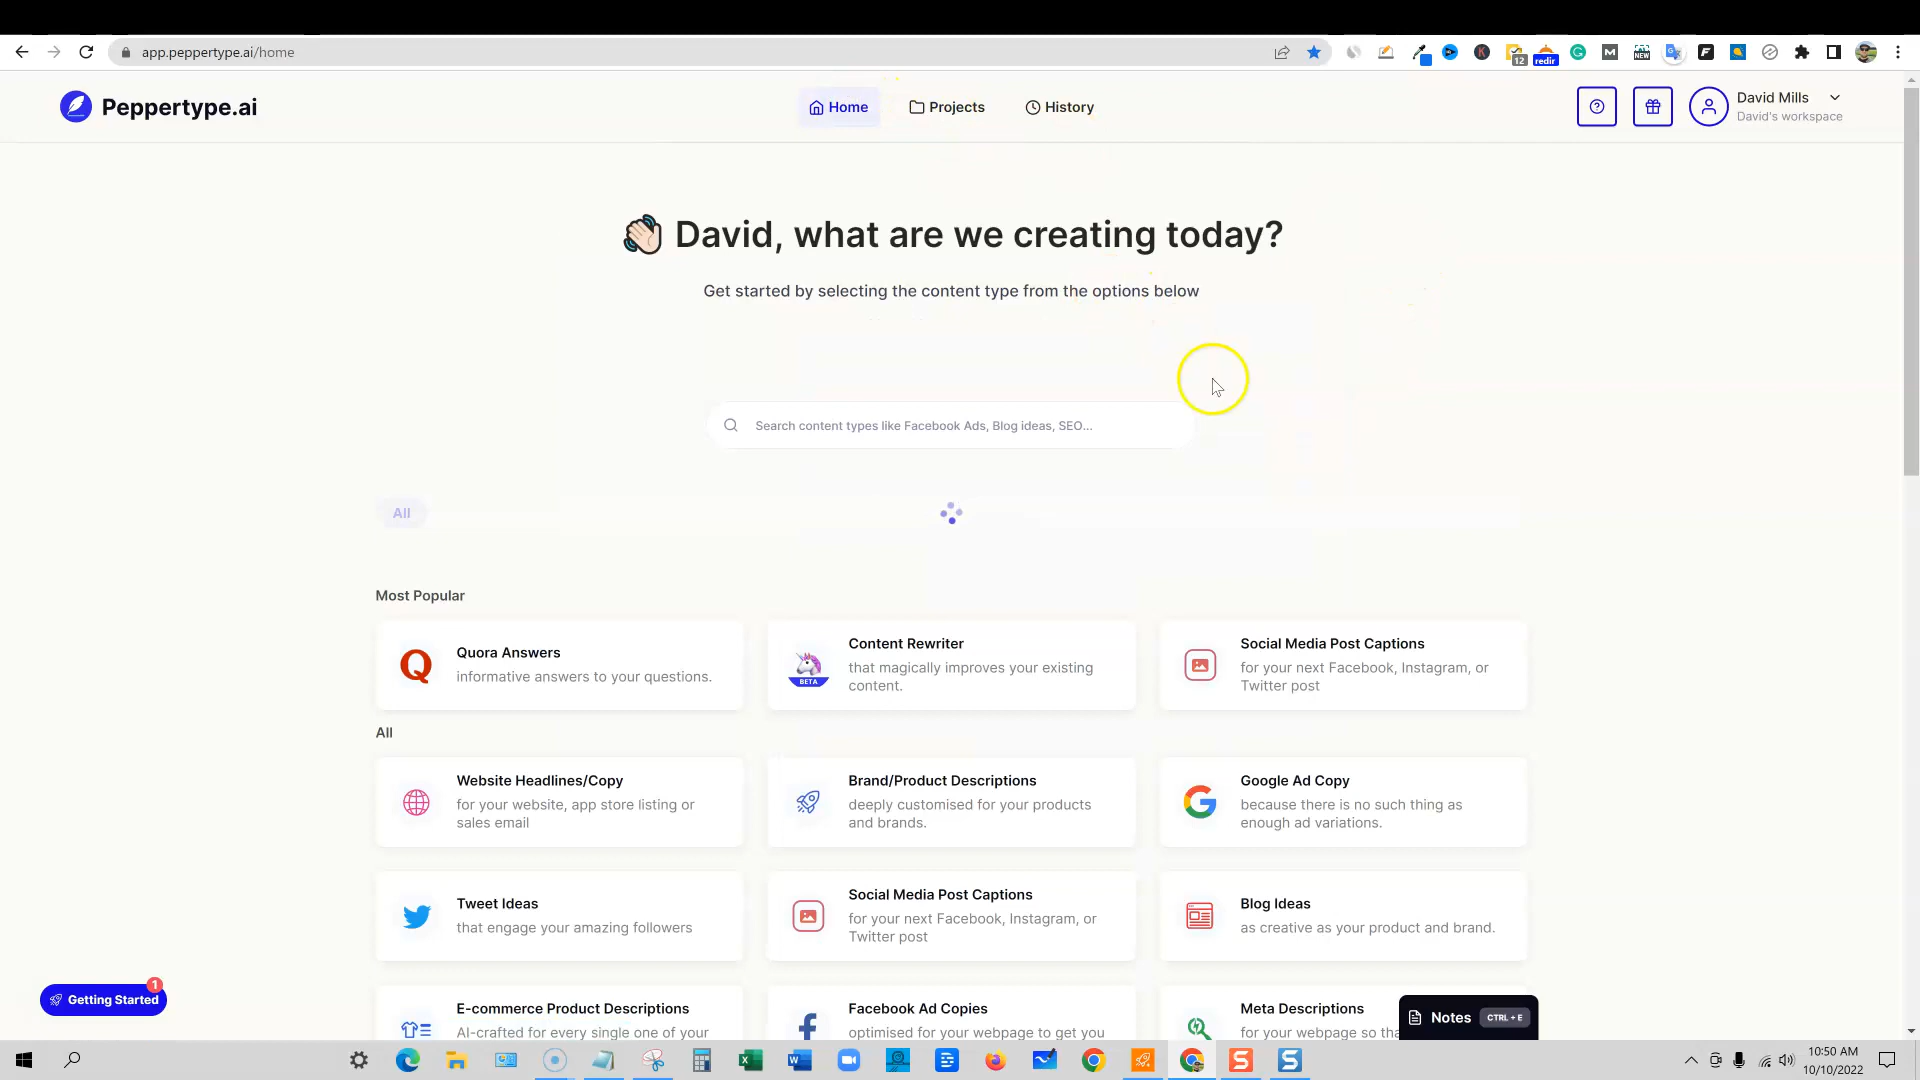 app.peppertype.ai/home
12
redir
NEW
Peppertype.ai
Home
Projects
History
David Mills
David's workspace
David, what are we creating today?
Get started by selecting the content type from the options below
Search content types like Facebook Ads, Blog ideas, SEO...
All
Most Popular
Quora Answers
informative answers to your questions.
BETA
Content Rewriter
that magically improves your existing
content.
Social Media Post Captions
for your next Facebook, Instagram, or
Twitter post
All
Website Headlines/Copy
for your website, app store listing or
sales email
Brand/Product Descriptions
deeply customised for your products
and brands.
Google Ad Copy
because there is no such thing as
enough ad variations.
Tweet Ideas
that engage your amazing followers
Social Media Post Captions
for your next Facebook, Instagram, or
Twitter post
Blog Ideas
as creative as your product and brand.
1
Getting Started
E-commerce Product Descriptions
AI-crafted for every single one of your
Facebook Ad Copies
optimised for your webpage to get you
Meta Descriptions
for your webpage so tha
Notes
CTRL + E
10:50 AM
10/10/2022